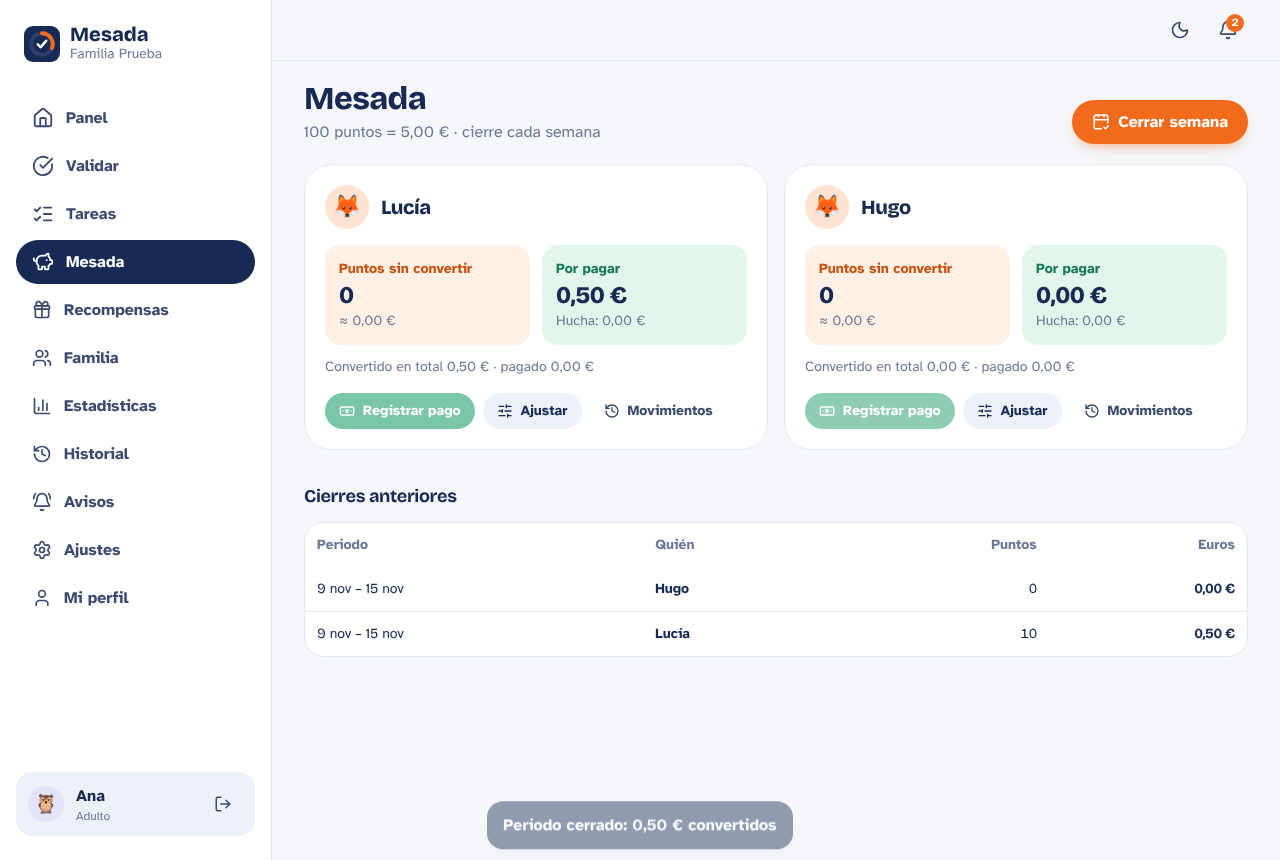 Mesada
Familia Prueba
Panel
Validar
Tareas
Mesada
Recompensas
Familia
Estadísticas
Historial
Avisos
Ajustes
Mi perfil
Ana
Adulto
2
Mesada
100 puntos = 5,00 € · cierre cada semana
Cerrar semana
Lucía
Puntos sin convertir
0
≈ 0,00 €
Por pagar
0,50 €
Hucha: 0,00 €
Convertido en total 0,50 € · pagado 0,00 €
Registrar pago Ajustar Movimientos
Hugo
Puntos sin convertir
0
≈ 0,00 €
Por pagar
0,00 €
Hucha: 0,00 €
Convertido en total 0,00 € · pagado 0,00 €
Registrar pago Ajustar Movimientos
Cierres anteriores
Periodo Quién Puntos Euros
9 nov – 15 nov Hugo 0 0,00 €
9 nov – 15 nov Lucía 10 0,50 €
Periodo cerrado: 0,50 € convertidos